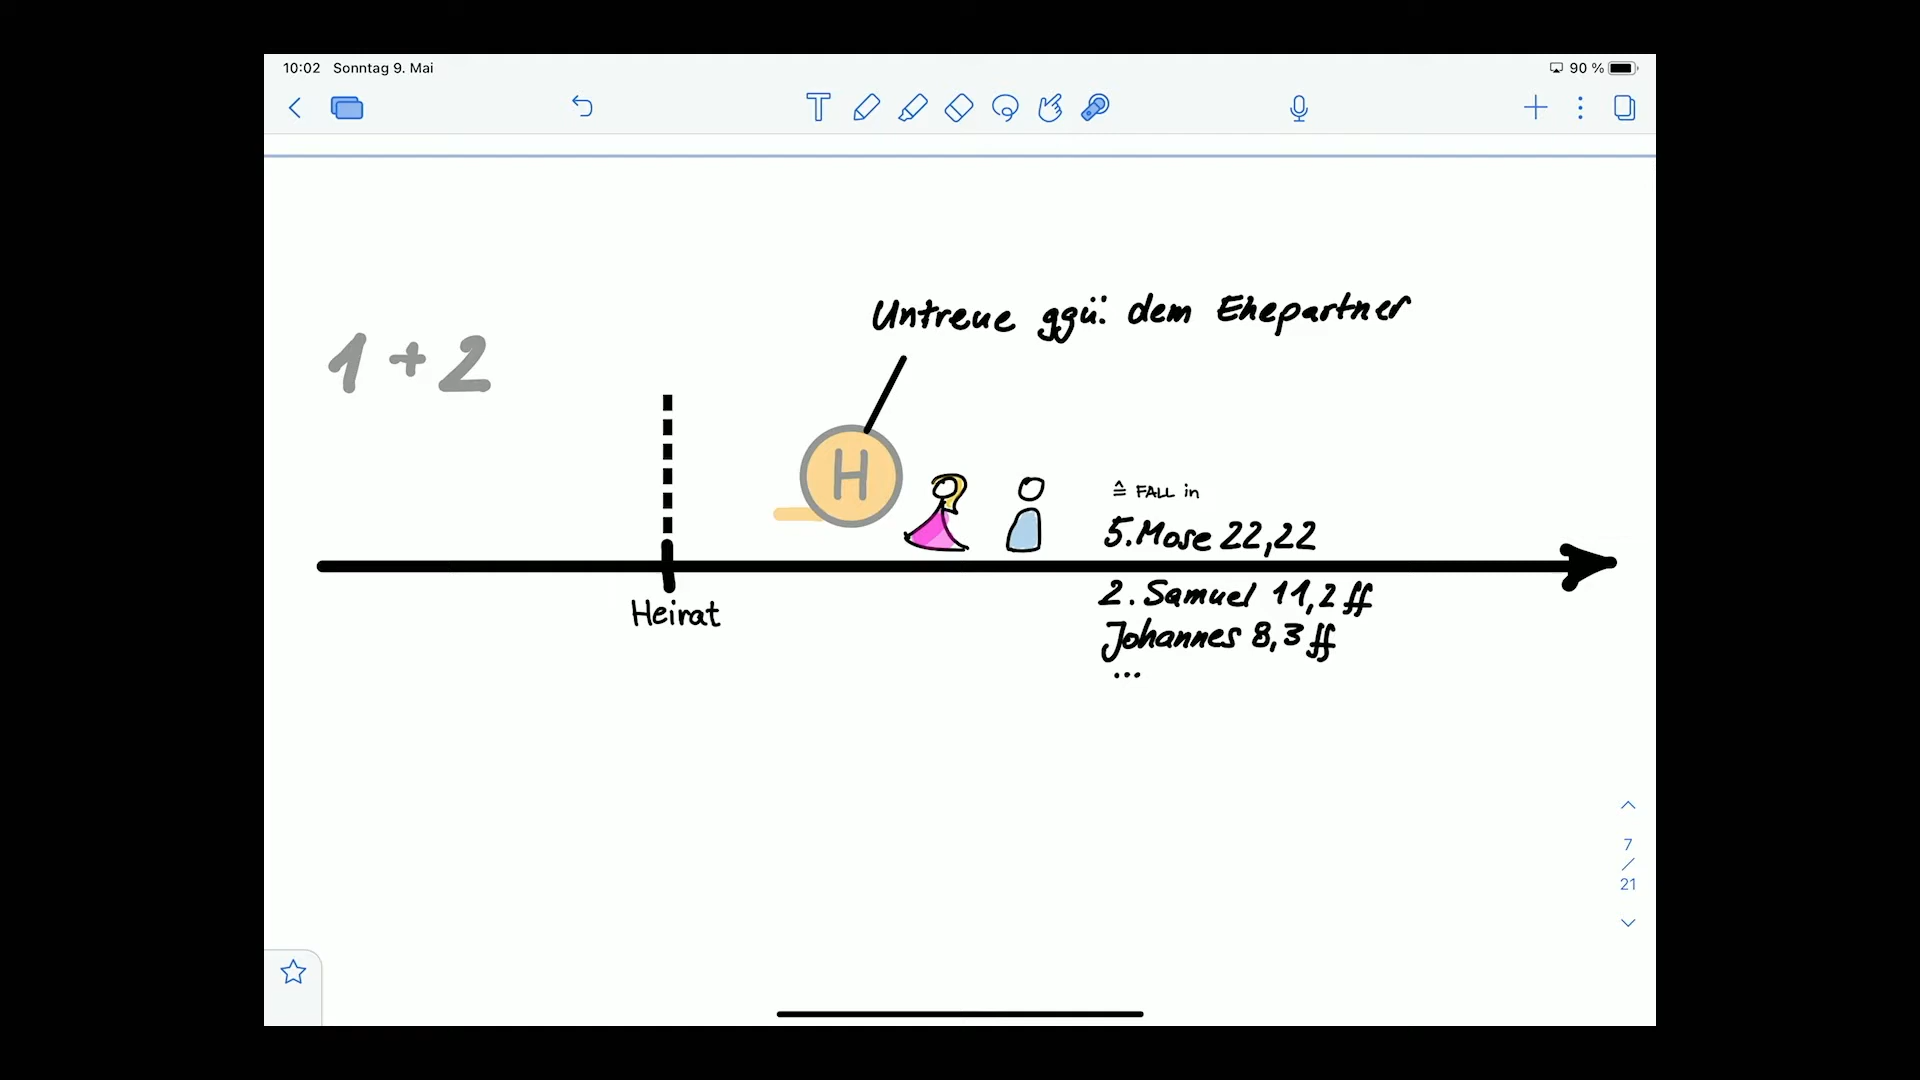 10:02 Sonntag 9. Mai
90 %
Untreue ggü. dem Ehepartner
1 + 2
H
≙ FALL in
5. Mose 22,22
2. Samuel 11,2 ff
Heirat
Johannes 8,3 ff
...
7
/
21